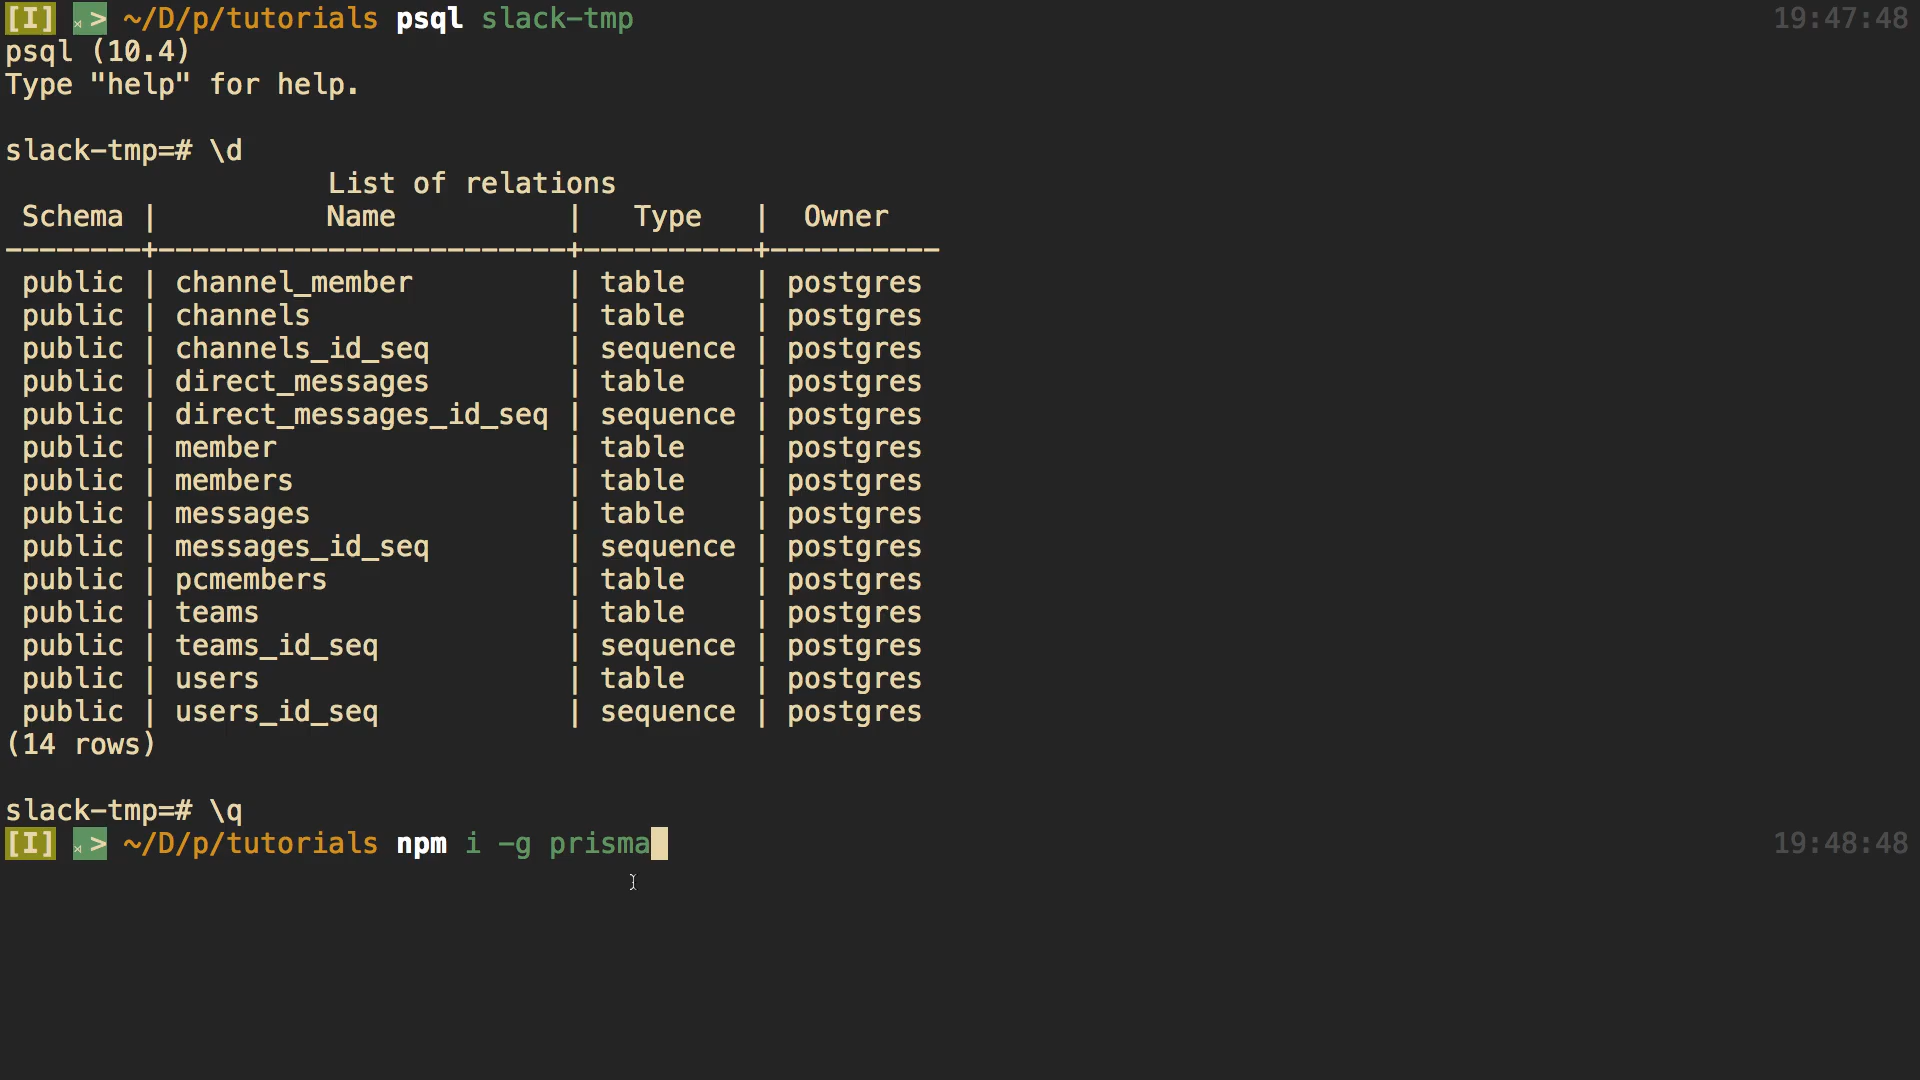 [I] > ~/D/p/tutorials psql slack-tmp 19:47:48
psql (10.4)
Type "help" for help.
slack-tmp=# \d
List of relations
Schema | Name | Type | Owner
--------+------------------------+----------+----------
public | channel_member | table | postgres
public | channels | table | postgres
public | channels_id_seq | sequence | postgres
public | direct_messages | table | postgres
public | direct_messages_id_seq | sequence | postgres
public | member | table | postgres
public | members | table | postgres
public | messages | table | postgres
public | messages_id_seq | sequence | postgres
public | pcmembers | table | postgres
public | teams | table | postgres
public | teams_id_seq | sequence | postgres
public | users | table | postgres
public | users_id_seq | sequence | postgres
(14 rows)
slack-tmp=# \q
[I] > ~/D/p/tutorials npm i -g prisma 19:48:48